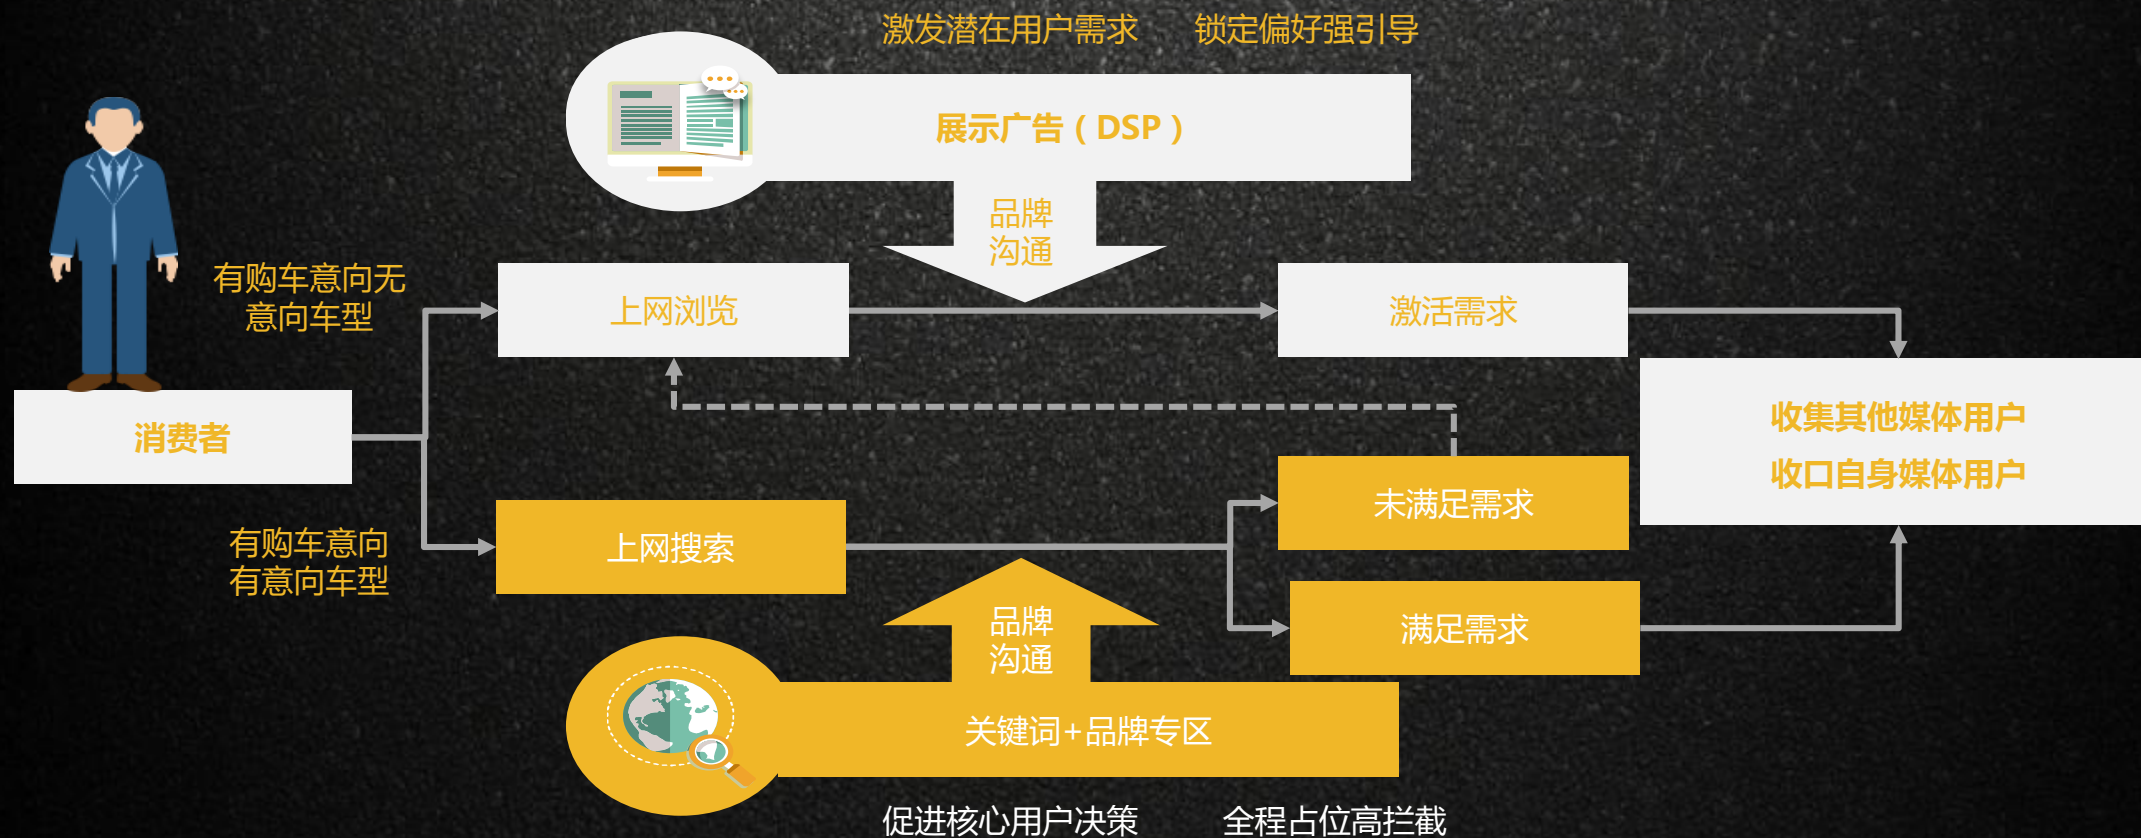 激发潜在用户需求 锁定偏好强引导
展示广告（DSP）
品牌
沟通
有购车意向无
意向车型
上网浏览
激活需求
消费者
收集其他媒体用户
收口自身媒体用户
未满足需求
有购车意向
有意向车型
上网搜索
满足需求
品牌
沟通
关键词+品牌专区
促进核心用户决策 全程占位高拦截